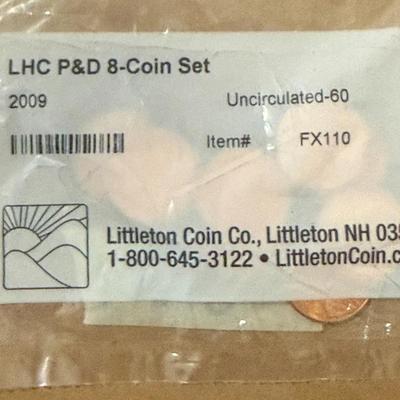 LHC P&D 8-Coin Set
2009 Uncirculated-60
Item# FX110
Littleton Coin Co., Littleton NH 035
1-800-645-3122 • LittletonCoin.c